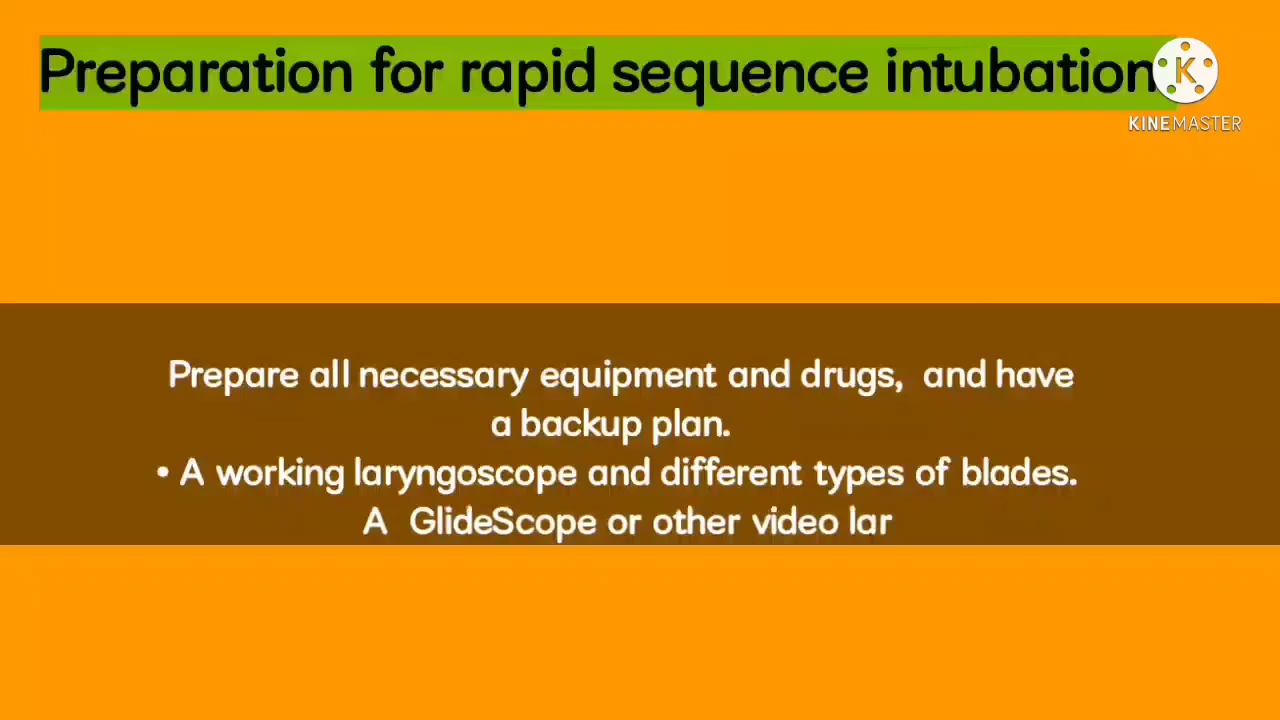 Preparation for rapid sequence intubation
K
KINEMASTER
Prepare all necessary equipment and drugs, and have
a backup plan.
• A working laryngoscope and different types of blades.
A GlideScope or other video lar